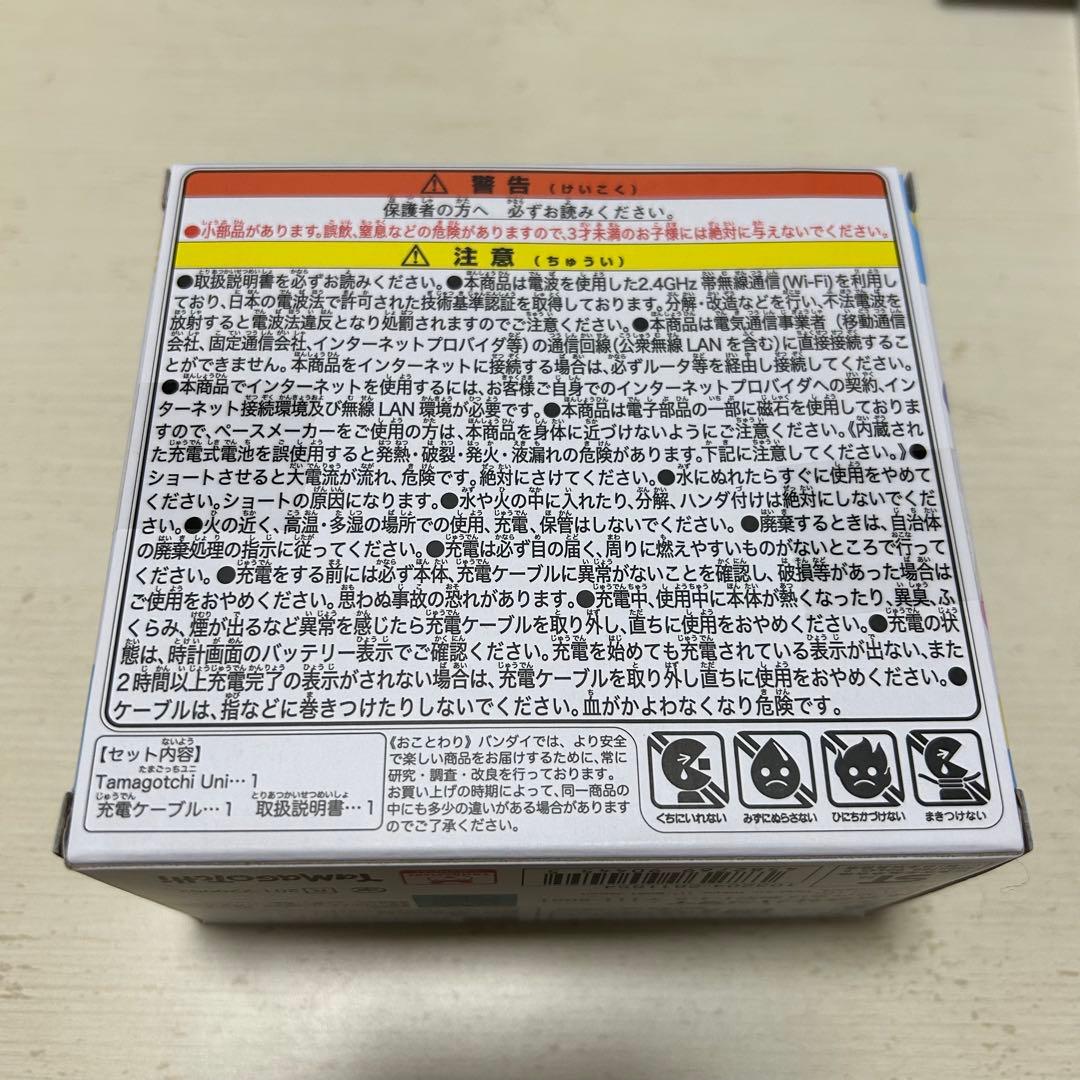 ⚠ 警告（けいこく）
保護者の方へ 必ずお読みください。
●小部品があります。誤飲、窒息などの危険がありますので、3才未満のお子様には絶対に与えないでください。
⚠ 注意（ちゅうい）
●取扱説明書を必ずお読みください。●本商品は電波を使用した2.4GHz帯無線通信(Wi-Fi)を利用し
ており、日本の電波法で許可された技術基準認証を取得しております。分解・改造などを行い、不法電波を
放射すると電波法違反となり処罰されますのでご注意ください。●本商品は電気通信事業者（移動通信
会社、固定通信会社、インターネットプロバイダ等）の通信回線(公衆無線LANを含む)に直接接続するこ
とができません。本商品をインターネットに接続する場合は、必ずルータ等を経由し接続してください。
●本商品でインターネットを使用するには、お客様ご自身でのインターネットプロバイダへの契約、イン
ターネット接続環境及び無線LAN環境が必要です。●本商品は電子部品の一部に磁石を使用しておりま
すので、ペースメーカーをご使用の方は、本商品を身体に近づけないようにご注意ください。《内蔵され
た充電式電池を誤使用すると発熱・破裂・発火・液漏れの危険があります。下記に注意してください。》●
ショートさせると大電流が流れ、危険です。絶対にさけてください。●水にぬれたらすぐに使用をやめて
ください。ショートの原因になります。●水や火の中に入れたり、分解、ハンダ付けは絶対にしないでくだ
さい。●火の近く、高温・多湿の場所での使用、充電、保管はしないでください。●廃棄するときは、自治体
の廃棄処理の指示に従ってください。●充電は必ず目の届く、周りに燃えやすいものがないところで行って
ください。●充電をする前には必ず本体、充電ケーブルに異常がないことを確認し、破損等があった場合は
ご使用をおやめください。思わぬ事故の恐れがあります。●充電中、使用中に本体が熱くなったり、異臭、ふ
くらみ、煙が出るなど異常を感じたら充電ケーブルを取り外し、直ちに使用をおやめください。●充電の状
態は、時計画面のバッテリー表示でご確認ください。充電を始めても充電されている表示が出ない、また
2時間以上充電完了の表示がされない場合は、充電ケーブルを取り外し直ちに使用をおやめください。●
ケーブルは、指などに巻きつけたりしないでください。血がかよわなくなり危険です。
【セット内容】
Tamagotchi Uni…1
充電ケーブル…1 取扱説明書…1
《おことわり》バンダイでは、より安全
で楽しい商品をお届けするために、常に
研究・調査・改良を行っております。
お買い上げの時期によって、同一商品の
中にも多少の違いがある場合があります
のでご了承ください。
くちにいれない みずにぬらさない ひにちかづけない まきつけない
TAMAGOTCHI